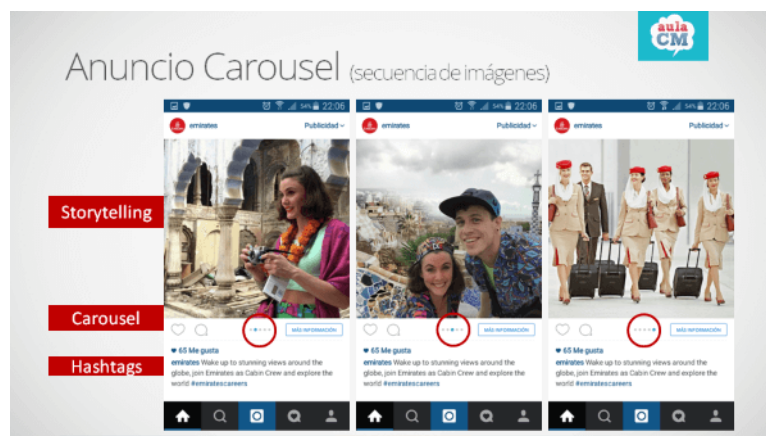 aula
CM
Anuncio Carousel (secuencia de imágenes)
54% 22:06
54% 22:06
54% 22:06
emirates Publicidad
emirates Publicidad
emirates Publicidad
Storytelling
Carousel
MÁS INFORMACIÓN
MÁS INFORMACIÓN
MÁS INFORMACIÓN
Hashtags
65 Me gusta
emirates Wake up to stunning views around the
globe, join Emirates as Cabin Crew and explore the
world #emiratescareers
65 Me gusta
emirates Wake up to stunning views around the
globe, join Emirates as Cabin Crew and explore the
world #emiratescareers
65 Me gusta
emirates Wake up to stunning views around the
globe, join Emirates as Cabin Crew and explore the
world #emiratescareers